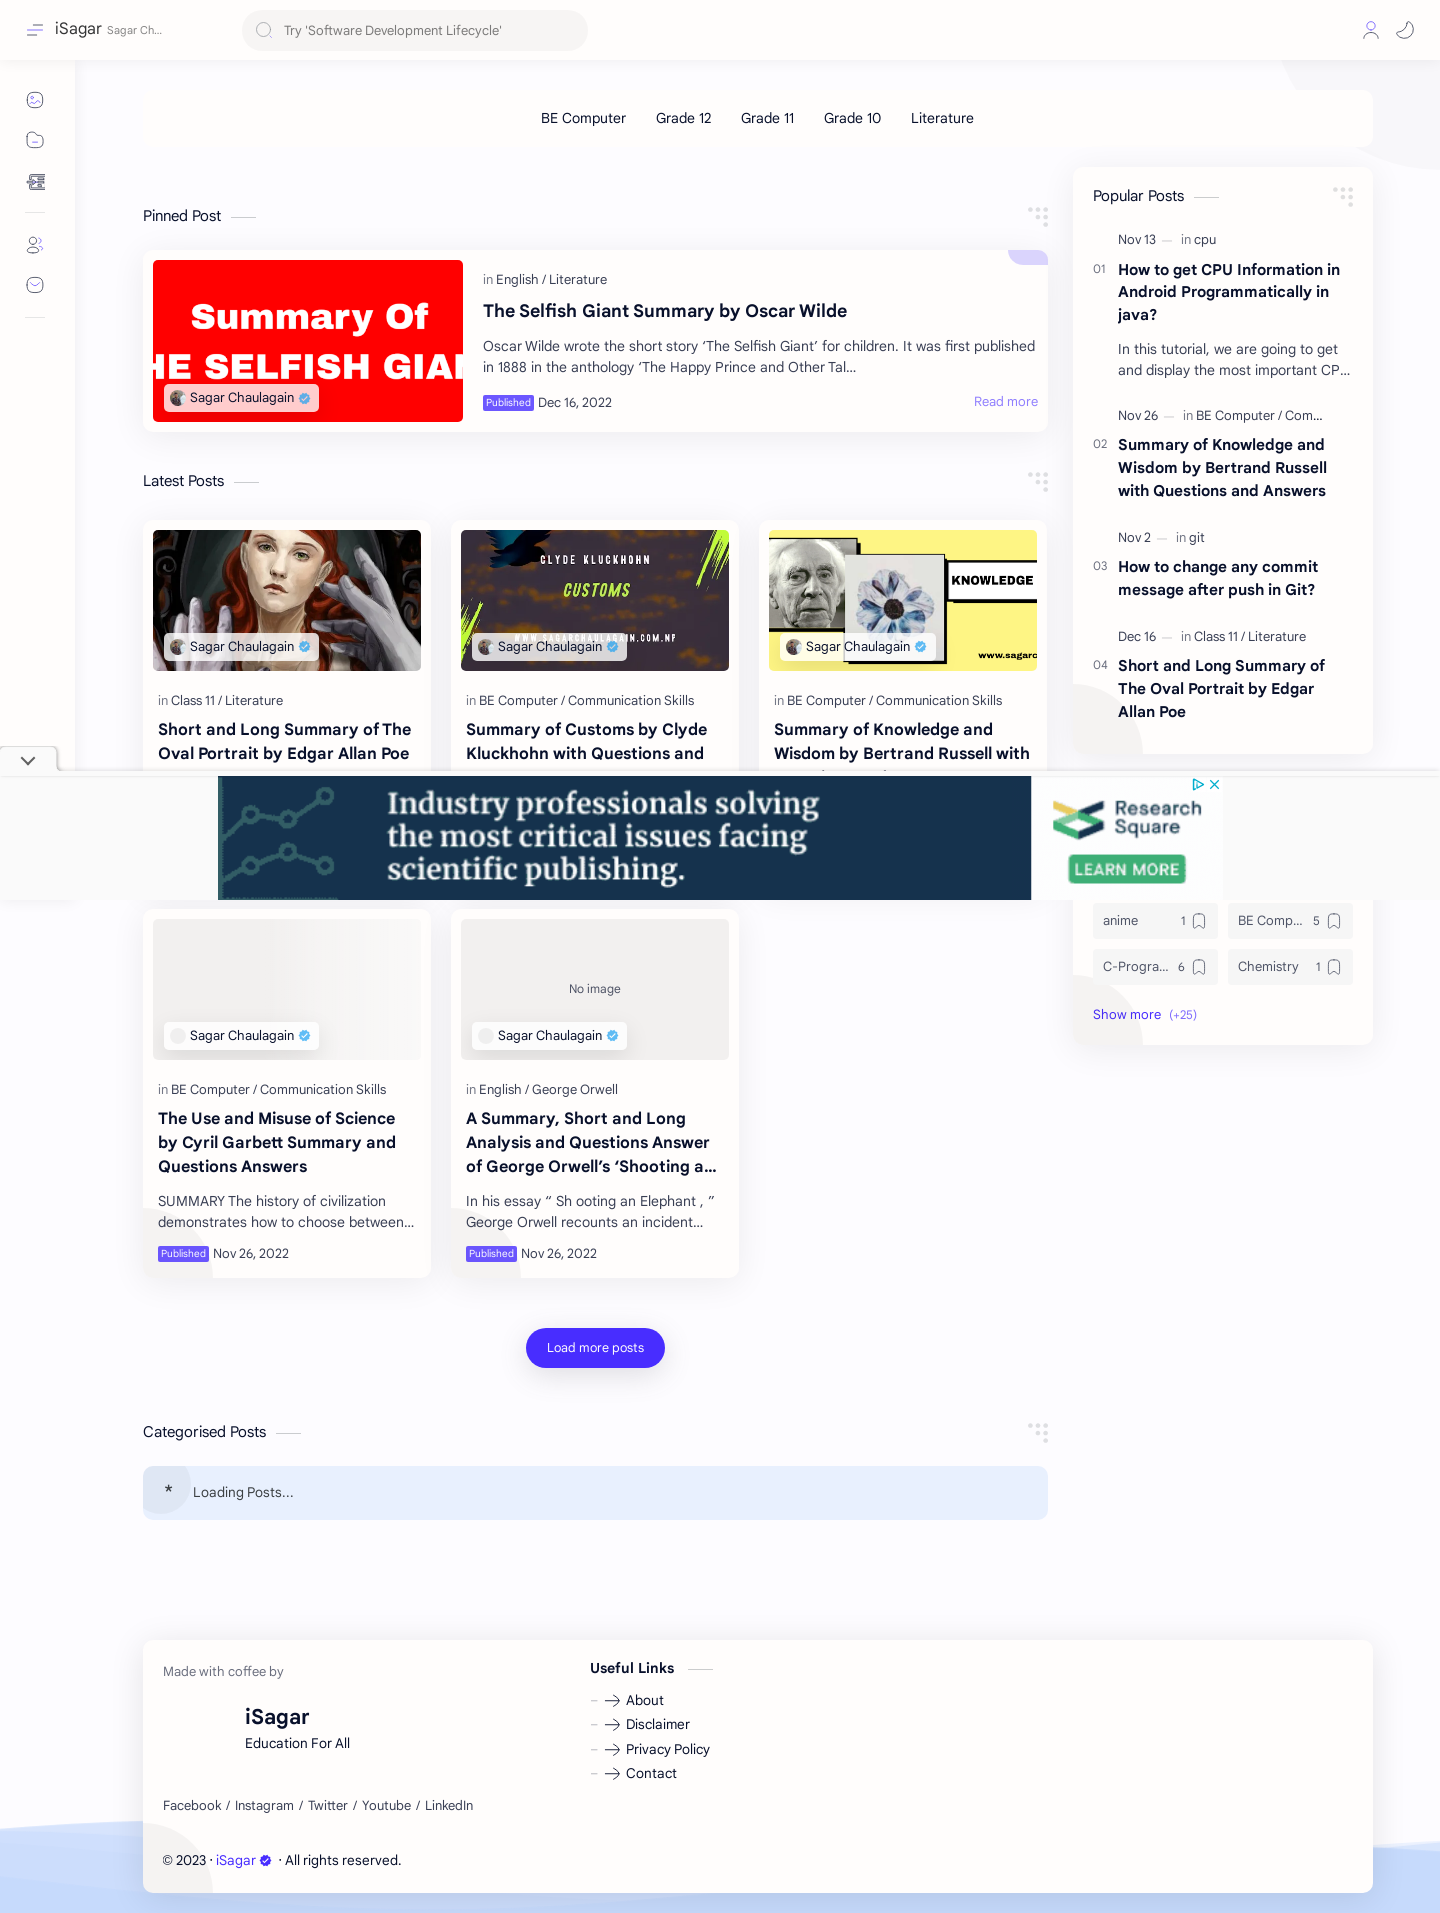 iSagar Sagar Ch...
Try 'Software Development Lifecycle'
BE Computer Grade 12 Grade 11 Grade 10 Literature
Pinned Post
Summary Of
HE SELFISH GIAN
Sagar Chaulagain
in English / Literature
The Selfish Giant Summary by Oscar Wilde
Oscar Wilde wrote the short story ‘The Selfish Giant’ for children. It was first published
in 1888 in the anthology ‘The Happy Prince and Other Tal...
Published Dec 16, 2022
Read more
Latest Posts
Sagar Chaulagain
in Class 11 / Literature
Short and Long Summary of The
Oval Portrait by Edgar Allan Poe
CLYDE KLUCKHOHN
CUSTOMS
WWW.SAGARCHAULAGAIN.COM.NP
Sagar Chaulagain
in BE Computer / Communication Skills
Summary of Customs by Clyde
Kluckhohn with Questions and
KNOWLEDGE
www.sagarc
Sagar Chaulagain
in BE Computer / Communication Skills
Summary of Knowledge and
Wisdom by Bertrand Russell with
Popular Posts
Nov 13 in cpu
01 How to get CPU Information in
Android Programmatically in
java?
In this tutorial, we are going to get
and display the most important CP...
Nov 26 in BE Computer / Com...
02 Summary of Knowledge and
Wisdom by Bertrand Russell
with Questions and Answers
Nov 2 in git
03 How to change any commit
message after push in Git?
Dec 16 in Class 11 / Literature
04 Short and Long Summary of
The Oval Portrait by Edgar
Allan Poe
Industry professionals solving
the most critical issues facing
scientific publishing.
Research
Square
LEARN MORE
anime 1
BE Comp... 5
C-Progra... 6
Chemistry 1
Show more (+25)
Sagar Chaulagain
in BE Computer / Communication Skills
The Use and Misuse of Science
by Cyril Garbett Summary and
Questions Answers
SUMMARY The history of civilization
demonstrates how to choose between...
Published Nov 26, 2022
No image
Sagar Chaulagain
in English / George Orwell
A Summary, Short and Long
Analysis and Questions Answer
of George Orwell’s ‘Shooting a...
In his essay “ Sh ooting an Elephant , ”
George Orwell recounts an incident...
Published Nov 26, 2022
Load more posts
Categorised Posts
* Loading Posts...
Made with coffee by
iSagar
Education For All
Facebook / Instagram / Twitter / Youtube / LinkedIn
Useful Links
About
Disclaimer
Privacy Policy
Contact
© 2023 · iSagar · All rights reserved.